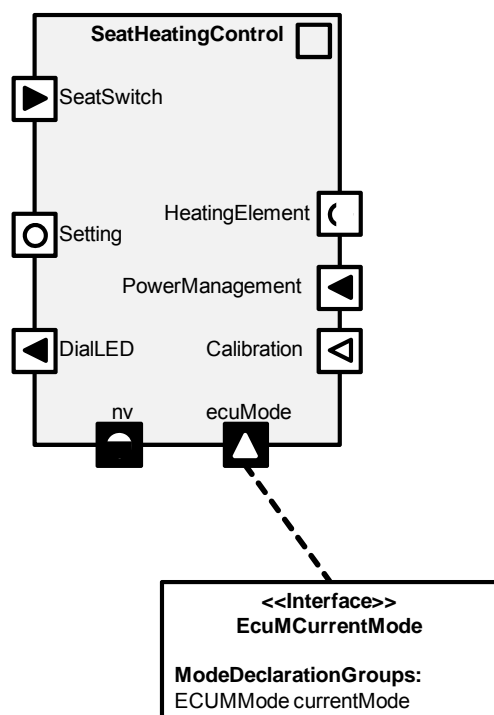 SeatHeatingControl
SeatSwitch
HeatingElement
Setting
PowerManagement
DialLED
Calibration
nv
ecuMode
<<Interface>>
EcuMCurrentMode
ModeDeclarationGroups:
ECUMMode currentMode